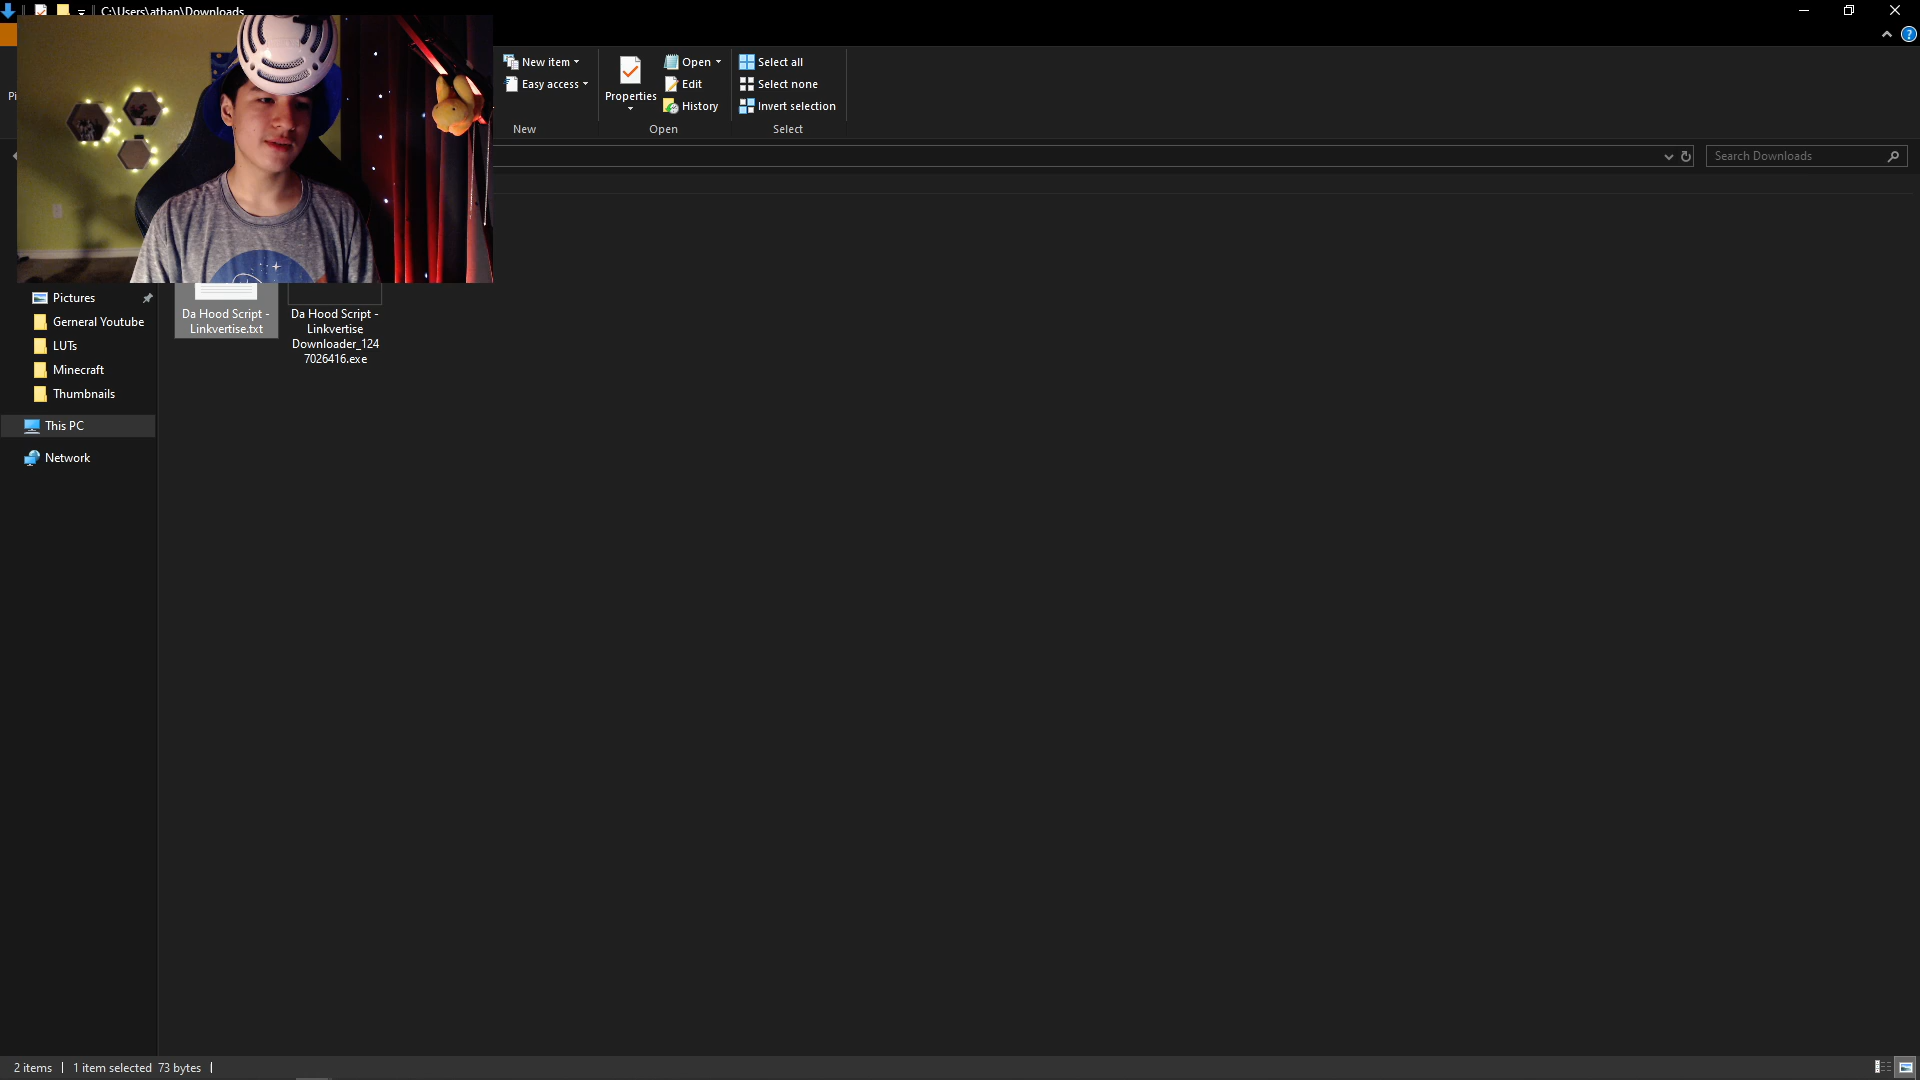 C:\Users\athan\Downloads
New item
Easy access
New
Properties
Open
Edit
History
Open
Select all
Select none
Invert selection
Select
Search Downloads
Pictures
Gerneral Youtube
LUTs
Minecraft
Thumbnails
This PC
Network
Da Hood Script -
Linkvertise.txt
Da Hood Script -
Linkvertise
Downloader_124
7026416.exe
2 items
1 item selected 73 bytes